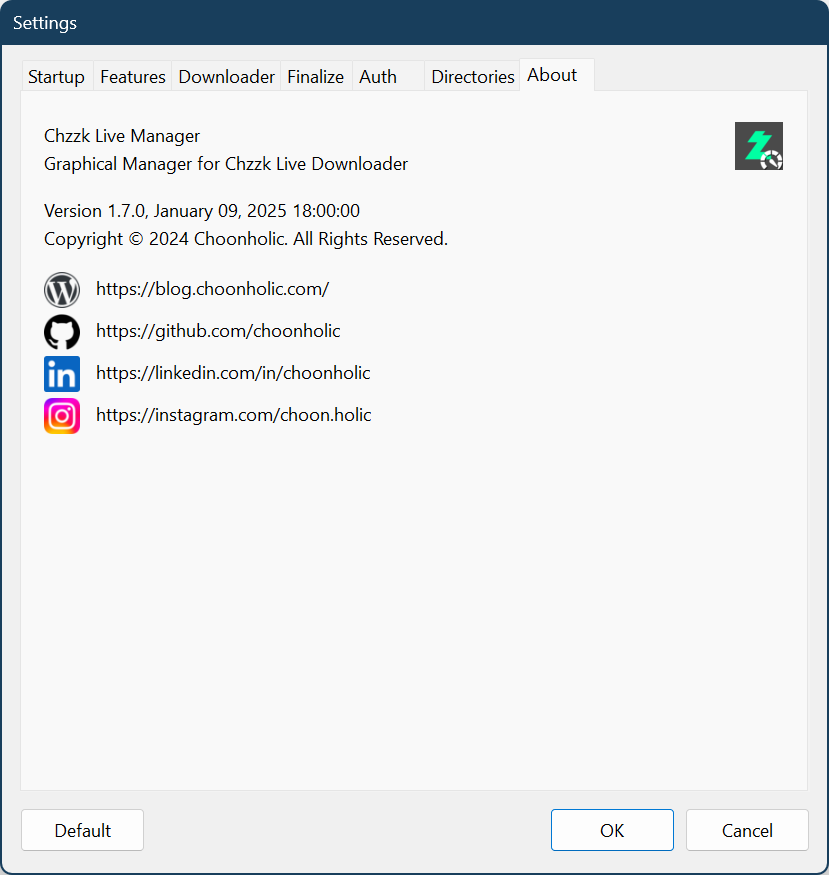 Settings
Startup Features Downloader Finalize Auth Directories About
Chzzk Live Manager
Graphical Manager for Chzzk Live Downloader
Version 1.7.0, January 09, 2025 18:00:00
Copyright © 2024 Choonholic. All Rights Reserved.
https://blog.choonholic.com/
https://github.com/choonholic
in https://linkedin.com/in/choonholic
https://instagram.com/choon.holic
Default OK Cancel